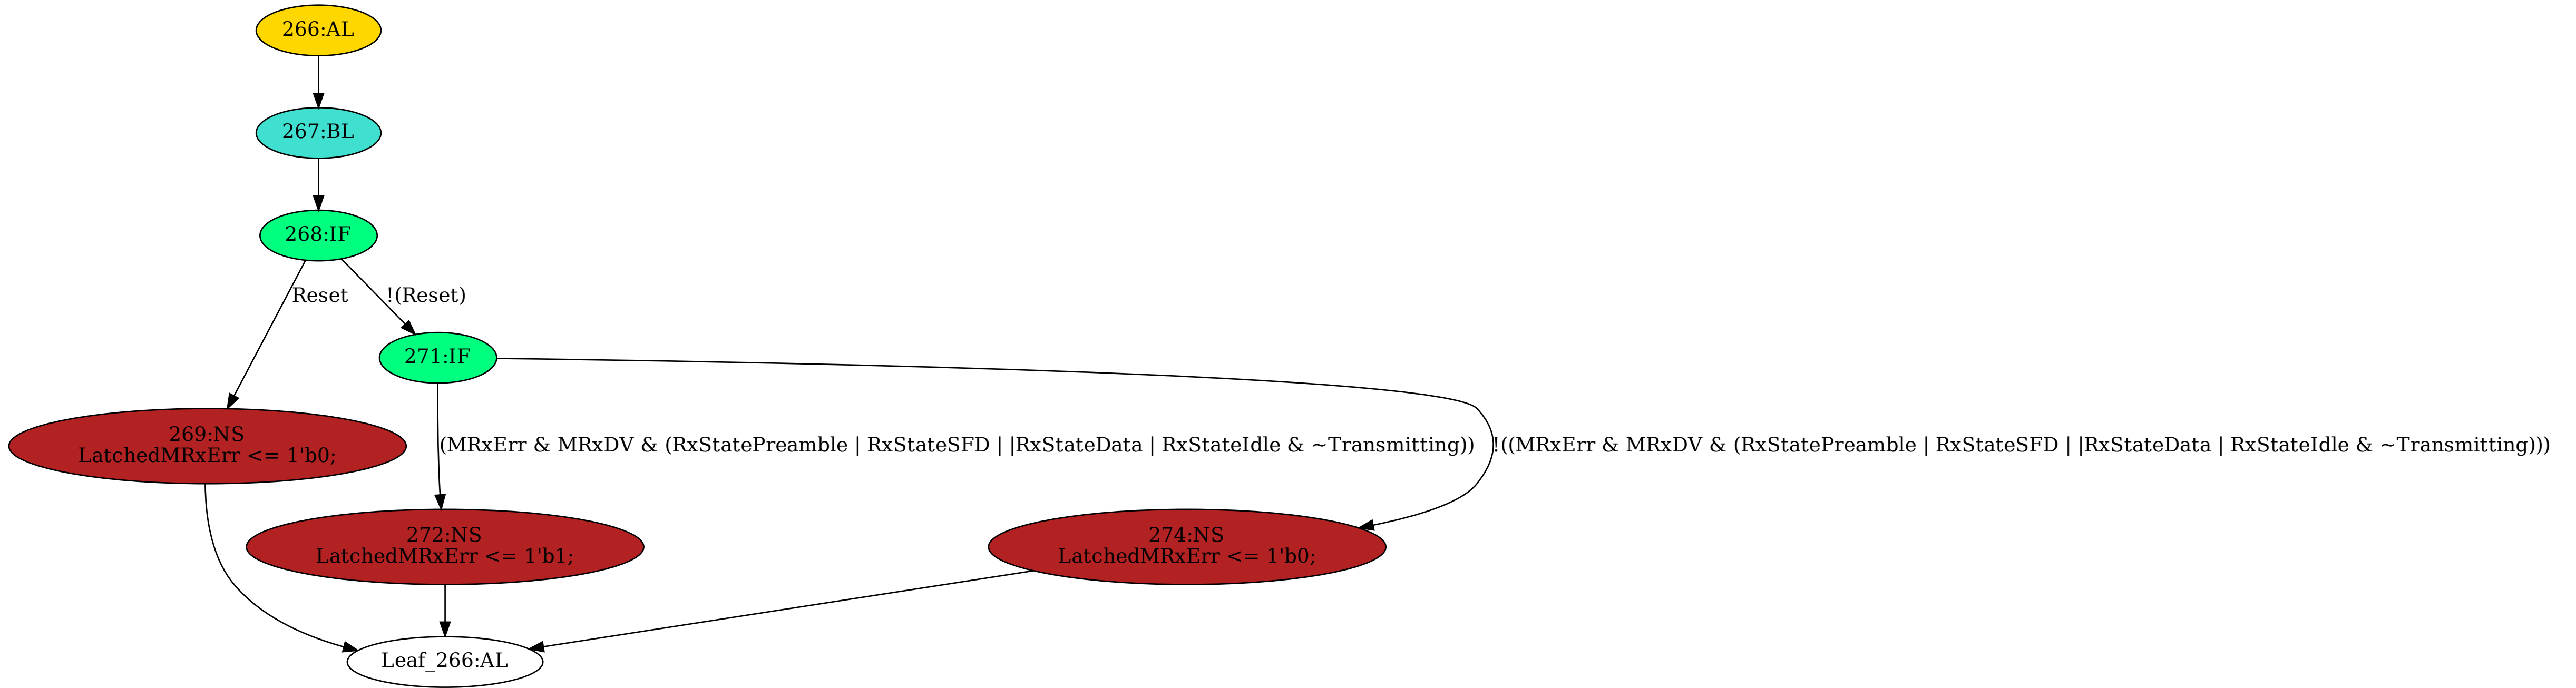 266:AL
267:BL
268:IF
Reset
!(Reset)
271:IF
269:NS
LatchedMRxErr <= 1'b0;
(MRxErr & MRxDV & (RxStatePreamble | RxStateSFD | |RxStateData | RxStateIdle & ~Transmitting))
!((MRxErr & MRxDV & (RxStatePreamble | RxStateSFD | |RxStateData | RxStateIdle & ~Transmitting)))
272:NS
LatchedMRxErr <= 1'b1;
274:NS
LatchedMRxErr <= 1'b0;
Leaf_266:AL